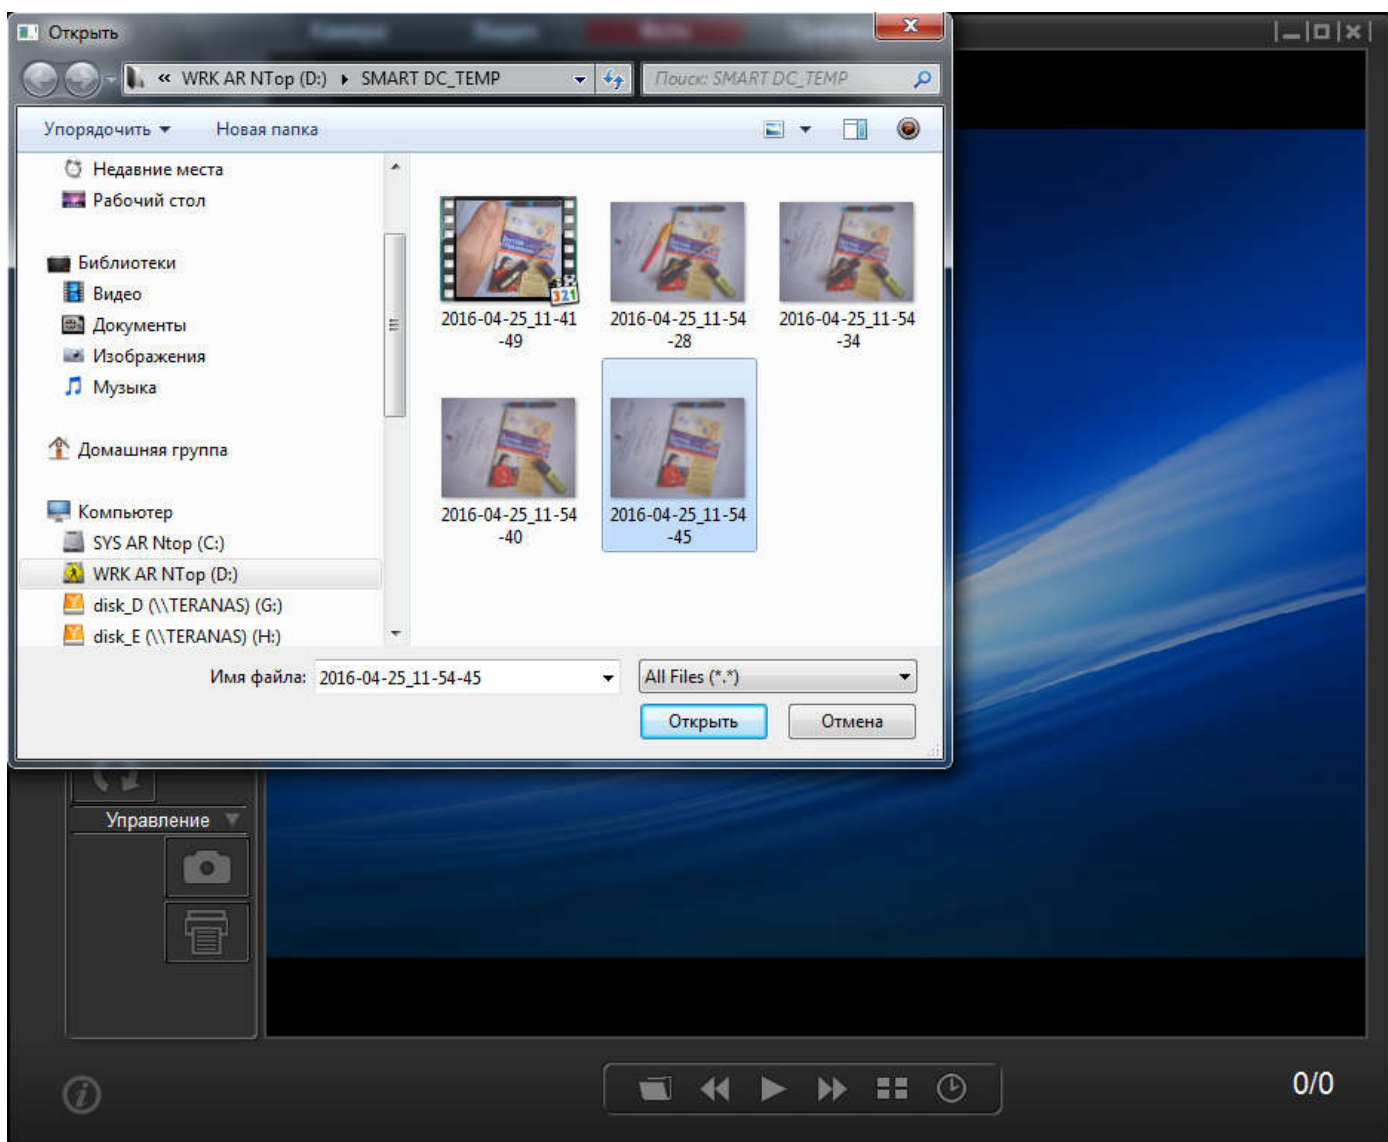 Открыть
« WRK AR NTop (D:) SMART DC_TEMP
Поиск: SMART DC_TEMP
Упорядочить Новая папка
Недавние места
Рабочий стол
Библиотеки
Видео
Документы
Изображения
Музыка
Домашняя группа
Компьютер
SYS AR Ntop (C:)
WRK AR NTop (D:)
disk_D (\\TERANAS) (G:)
disk_E (\\TERANAS) (H:)
321
2016-04-25_11-41
-49
2016-04-25_11-54
-28
2016-04-25_11-54
-34
2016-04-25_11-54
-40
2016-04-25_11-54
-45
Имя файла: 2016-04-25_11-54-45
All Files (*.*)
Открыть Отмена
Управление
0/0